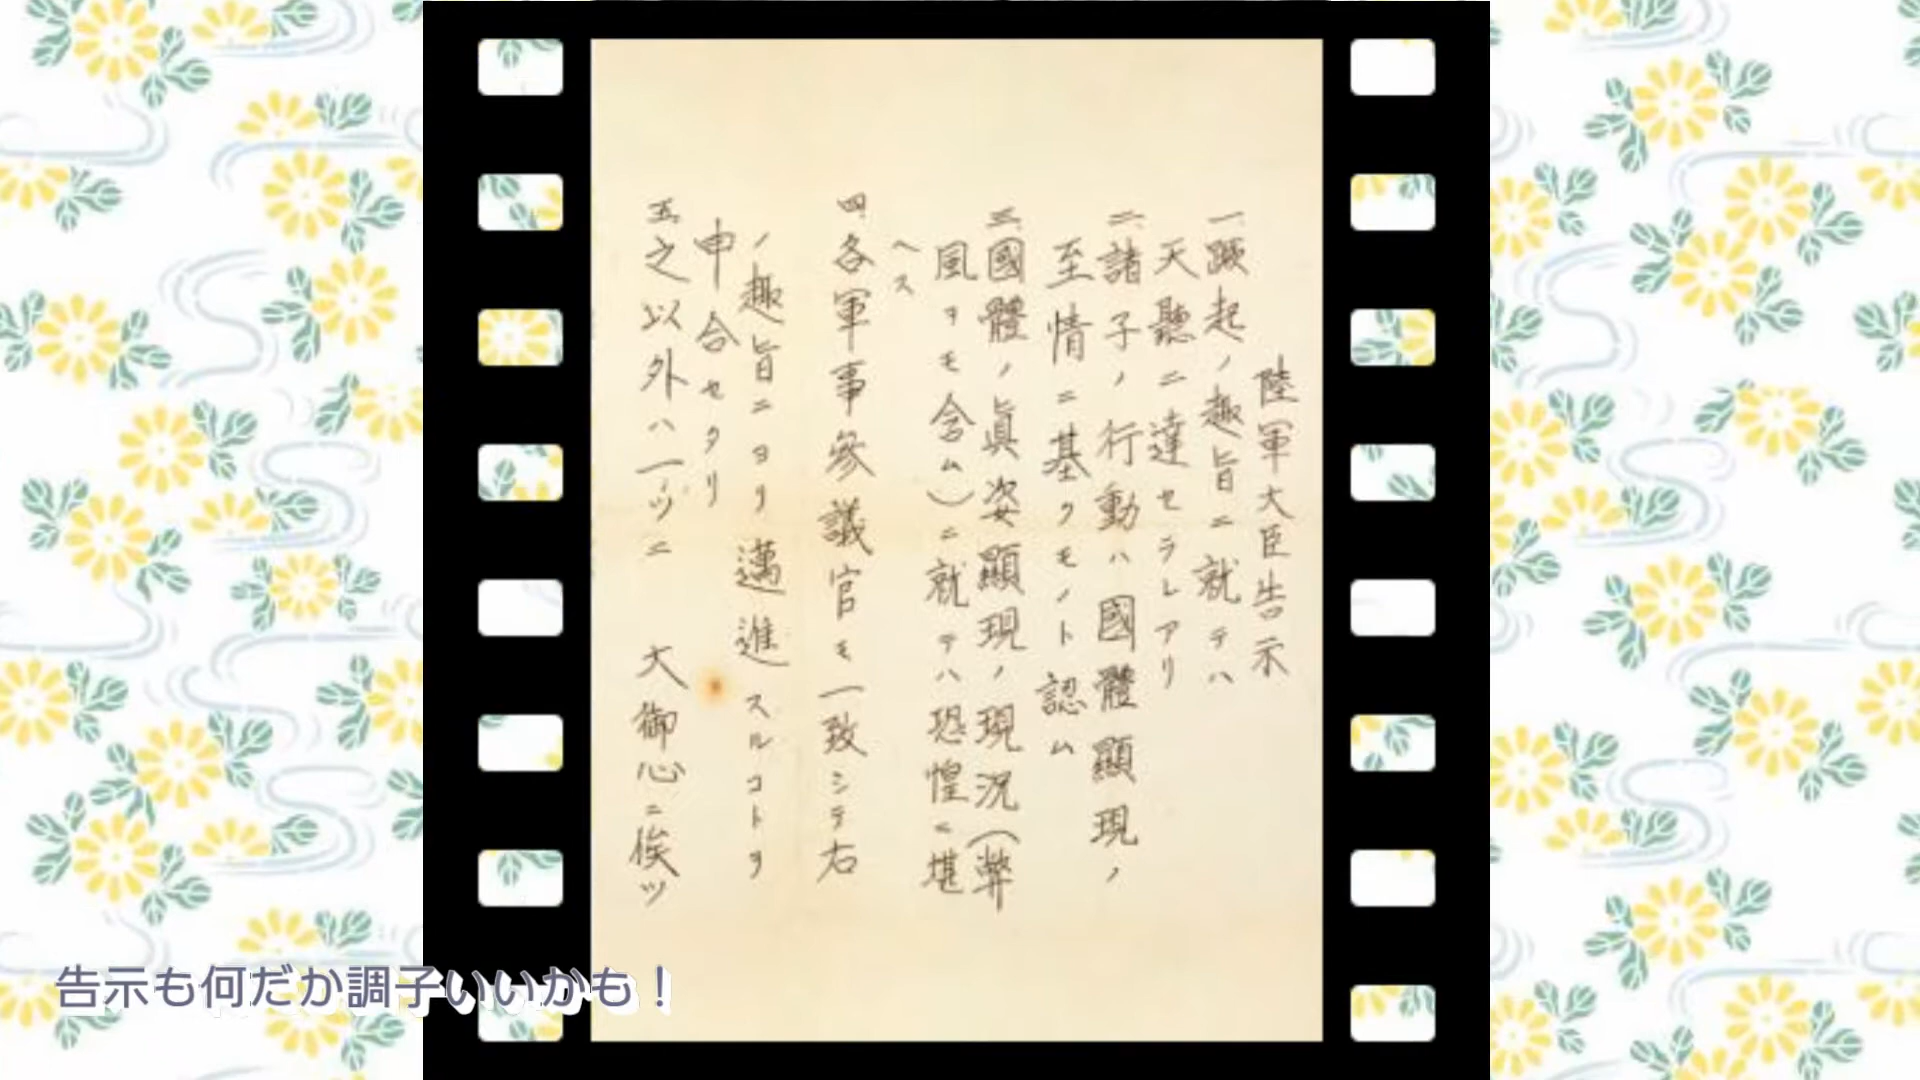 陸軍大臣告示
一、蹶起ノ趣旨ニ就テハ
天聽ニ達セラレアリ
二、諸子ノ行動ハ國體顯現ノ
至情ニ基クモノト認ム
三、國體ノ眞姿顯現ノ現況（弊
風ヲモ含ム）ニ就テハ恐惶ニ堪
ヘス
四、各軍事參議官モ一致シテ右
ノ趣旨ニヨリ邁進スルコトヲ
申合セタリ
五、之以外ハ一ツニ 大御心ニ俟ツ
告示も何だか調子いいかも！